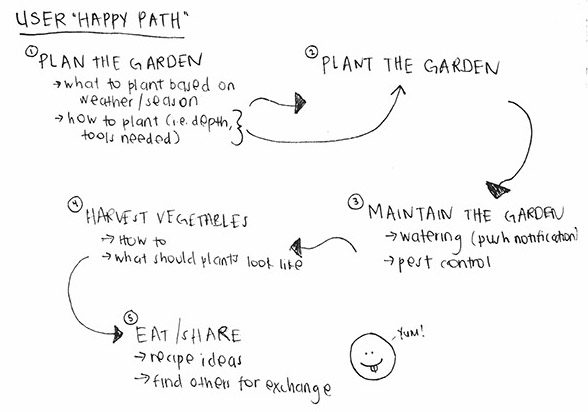 USER "HAPPY PATH"
① PLAN THE GARDEN
→ what to plant based on
weather/season
→ how to plant (i.e. depth,
tools needed)
② PLANT THE GARDEN
③ MAINTAIN THE GARDEN
→ watering (push notification)
→ pest control
④ HARVEST VEGETABLES
→ HOW TO
→ what should plants look like
⑤ EAT/SHARE
→ recipe ideas
→ find others for exchange
YUM!